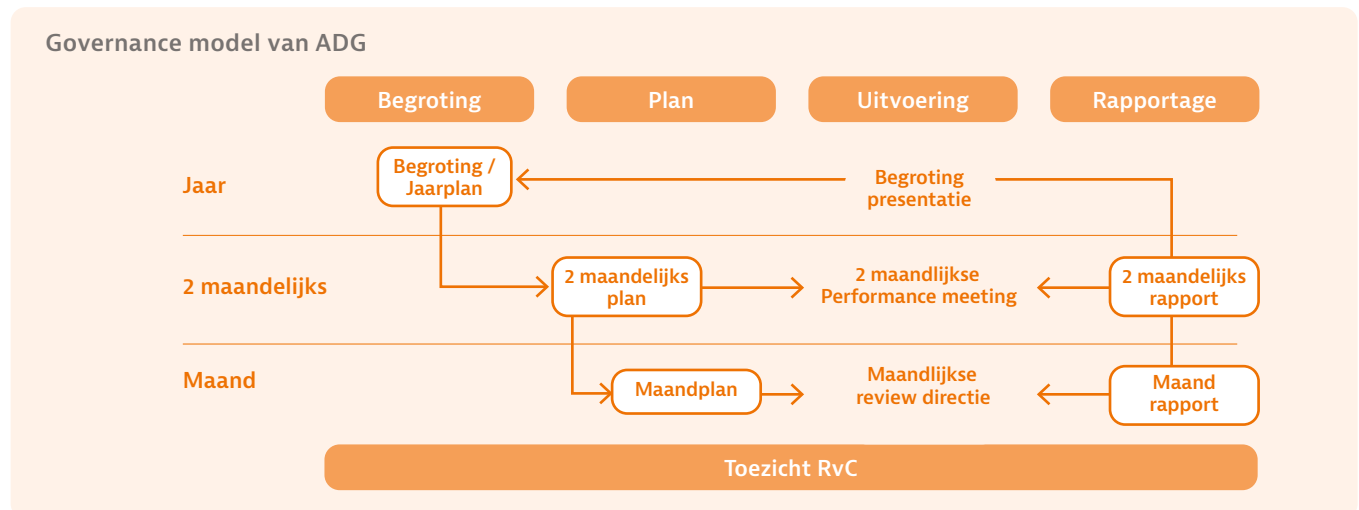 Governance model van ADG
Begroting
Plan
Uitvoering
Rapportage
Jaar
Begroting /
Jaarplan
Begroting
presentatie
2 maandelijks
2 maandelijks
plan
2 maandlijkse
Performance meeting
2 maandelijks
rapport
Maand
Maandplan
Maandlijkse
review directie
Maand
rapport
Toezicht RvC